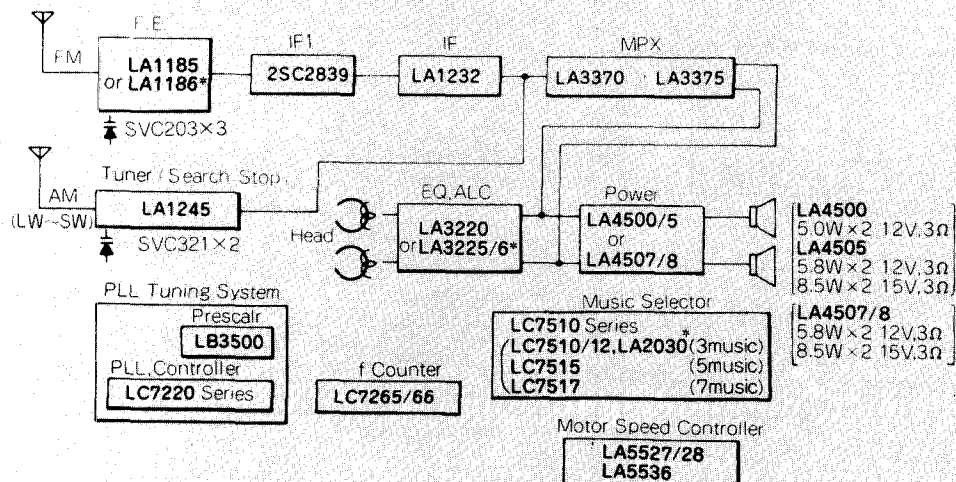 F.E
FM
LA1185
or LA1186*
SVC203×3
IF1
2SC2839
IF
LA1232
MPX
LA3370 LA3375
Tuner (Search Stop)
AM
(LW~SW)
LA1245
SVC321×2
Head
EQ,ALC
LA3220
or LA3225/6*
Power
LA4500/5
or
LA4507/8
LA4500
5.0W×2 12V,3Ω
LA4505
5.8W×2 12V,3Ω
8.5W×2 15V,3Ω
LA4507/8
5.8W×2 12V,3Ω
8.5W×2 15V,3Ω
PLL Tuning System
Prescalr
LB3500
PLL,Controller
LC7220 Series
f Counter
LC7265/66
Music Selector
LC7510 Series
(LC7510/12,LA2030*(3music)
LC7515 (5music)
LC7517 (7music)
Motor Speed Controller
LA5527/28
LA5536